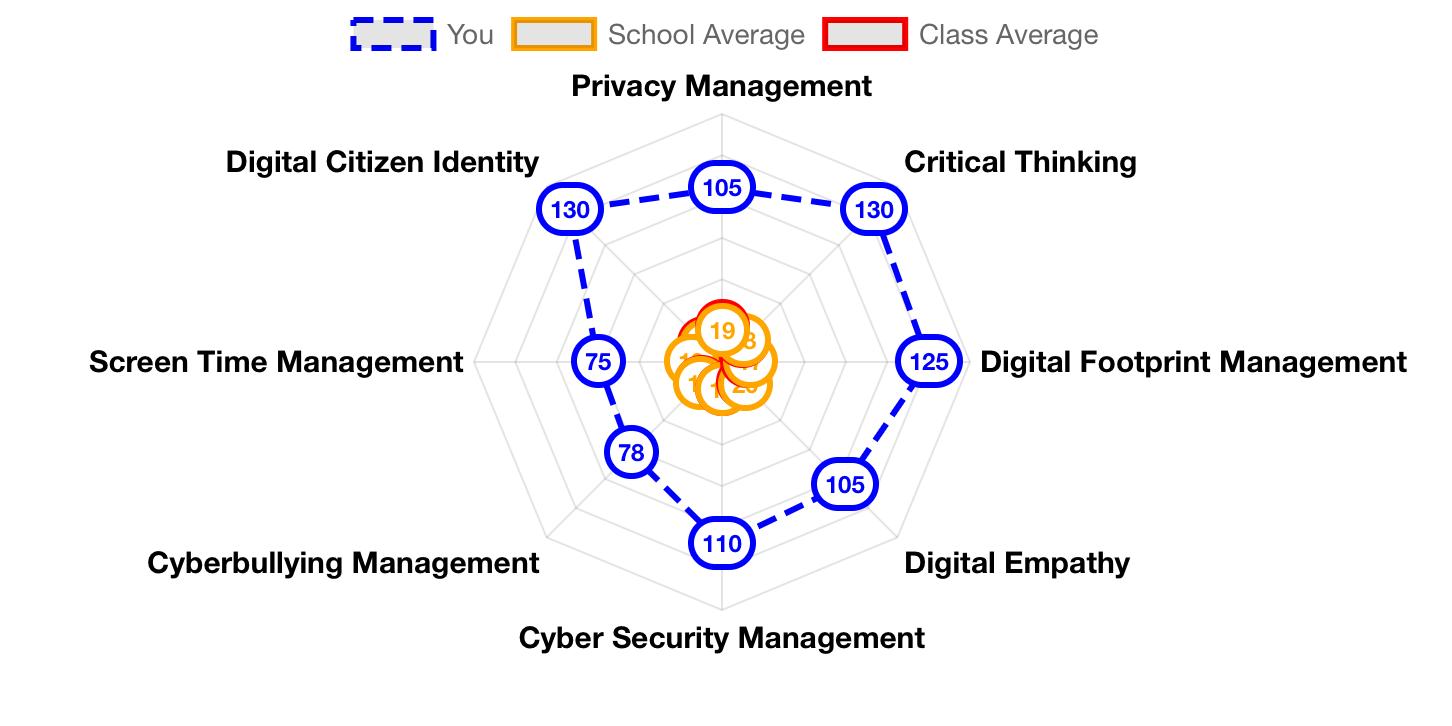 You School Average Class Average
Privacy Management
Digital Citizen Identity
Critical Thinking
105
130
130
19
Screen Time Management
75
125
Digital Footprint Management
78
105
110
Cyberbullying Management
Digital Empathy
Cyber Security Management